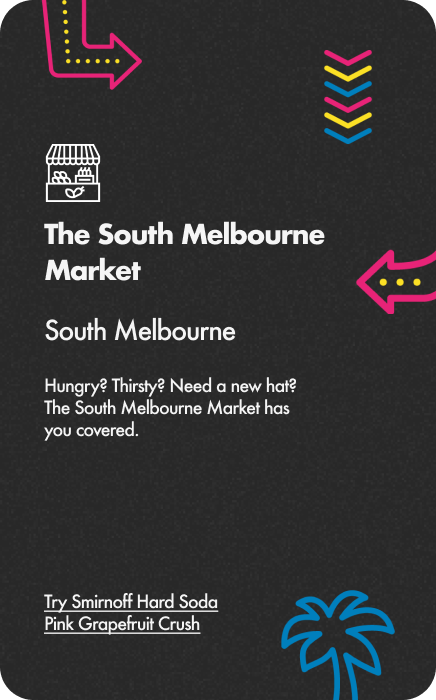 The South Melbourne
Market
South Melbourne
Hungry? Thirsty? Need a new hat?
The South Melbourne Market has
you covered.
Try Smirnoff Hard Soda
Pink Grapefruit Crush